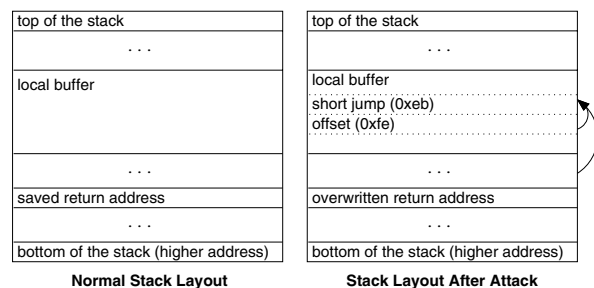 top of the stack
. . .
local buffer
. . .
saved return address
. . .
bottom of the stack (higher address)
Normal Stack Layout
top of the stack
. . .
local buffer
short jump (0xeb)
offset (0xfe)
. . .
overwritten return address
. . .
bottom of the stack (higher address)
Stack Layout After Attack